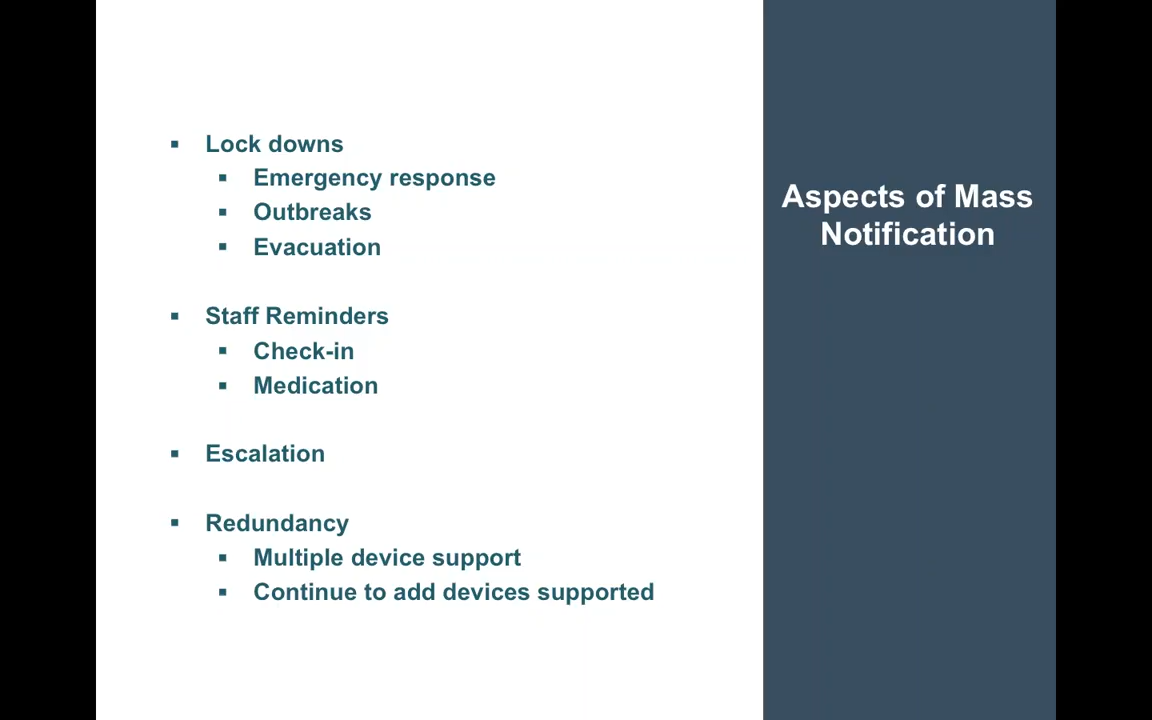 ▪ Lock downs
▪ Emergency response
▪ Outbreaks
▪ Evacuation
▪ Staff Reminders
▪ Check-in
▪ Medication
▪ Escalation
▪ Redundancy
▪ Multiple device support
▪ Continue to add devices supported
Aspects of Mass
Notification